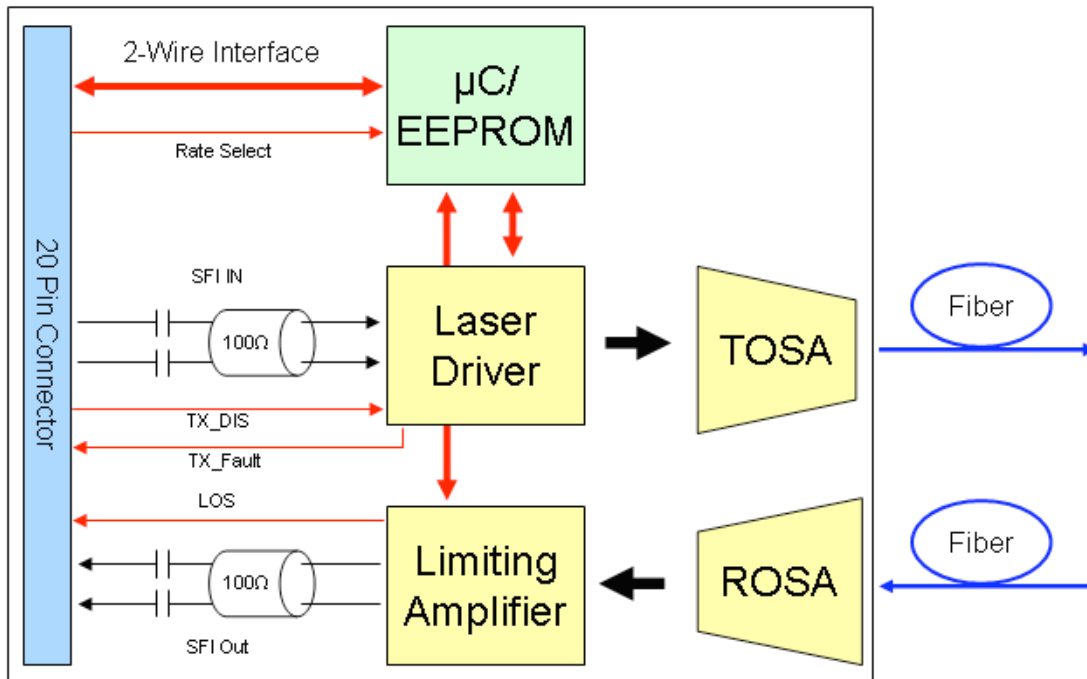 2-Wire Interface
µC/
EEPROM
Rate Select
20 Pin Connector
SFI IN
100Ω
Laser
Driver
TOSA
Fiber
TX_DIS
TX_Fault
LOS
100Ω
Limiting
Amplifier
ROSA
Fiber
SFI Out